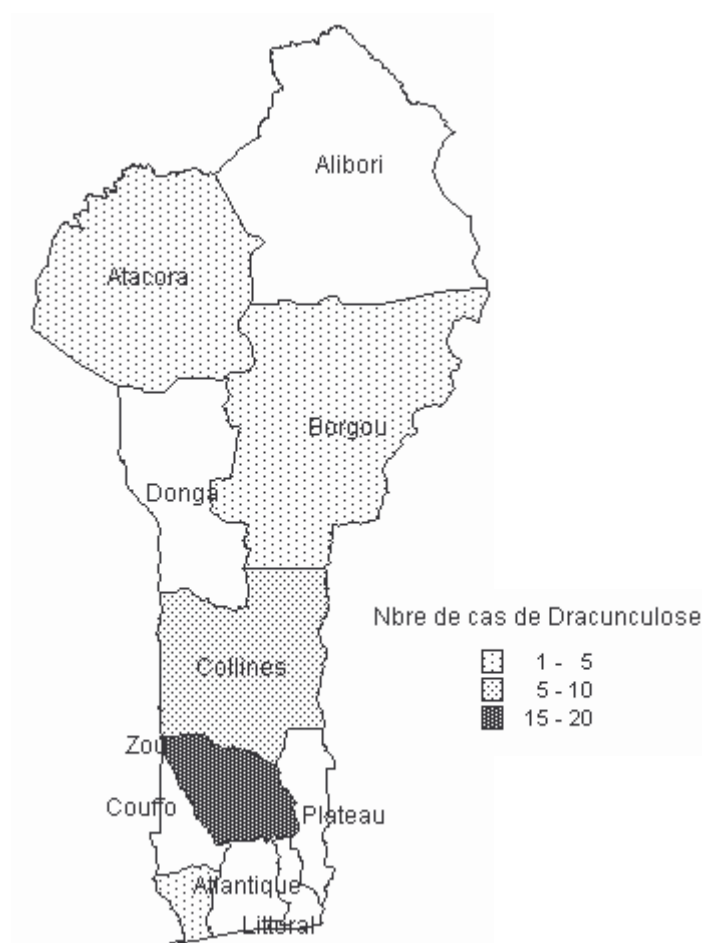 Alibori
Atacora
Borgou
Donga
Nbre de cas de Dracunculose
1 - 5
Collines
5 - 10
15 - 20
Zou
Couffo
Plateau
Atlantique
Littoral